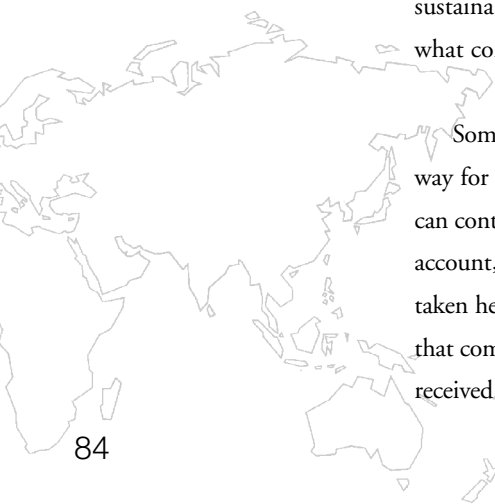 sustaina
what co
Som
way for
can cont
account,
taken he
that com
received
84